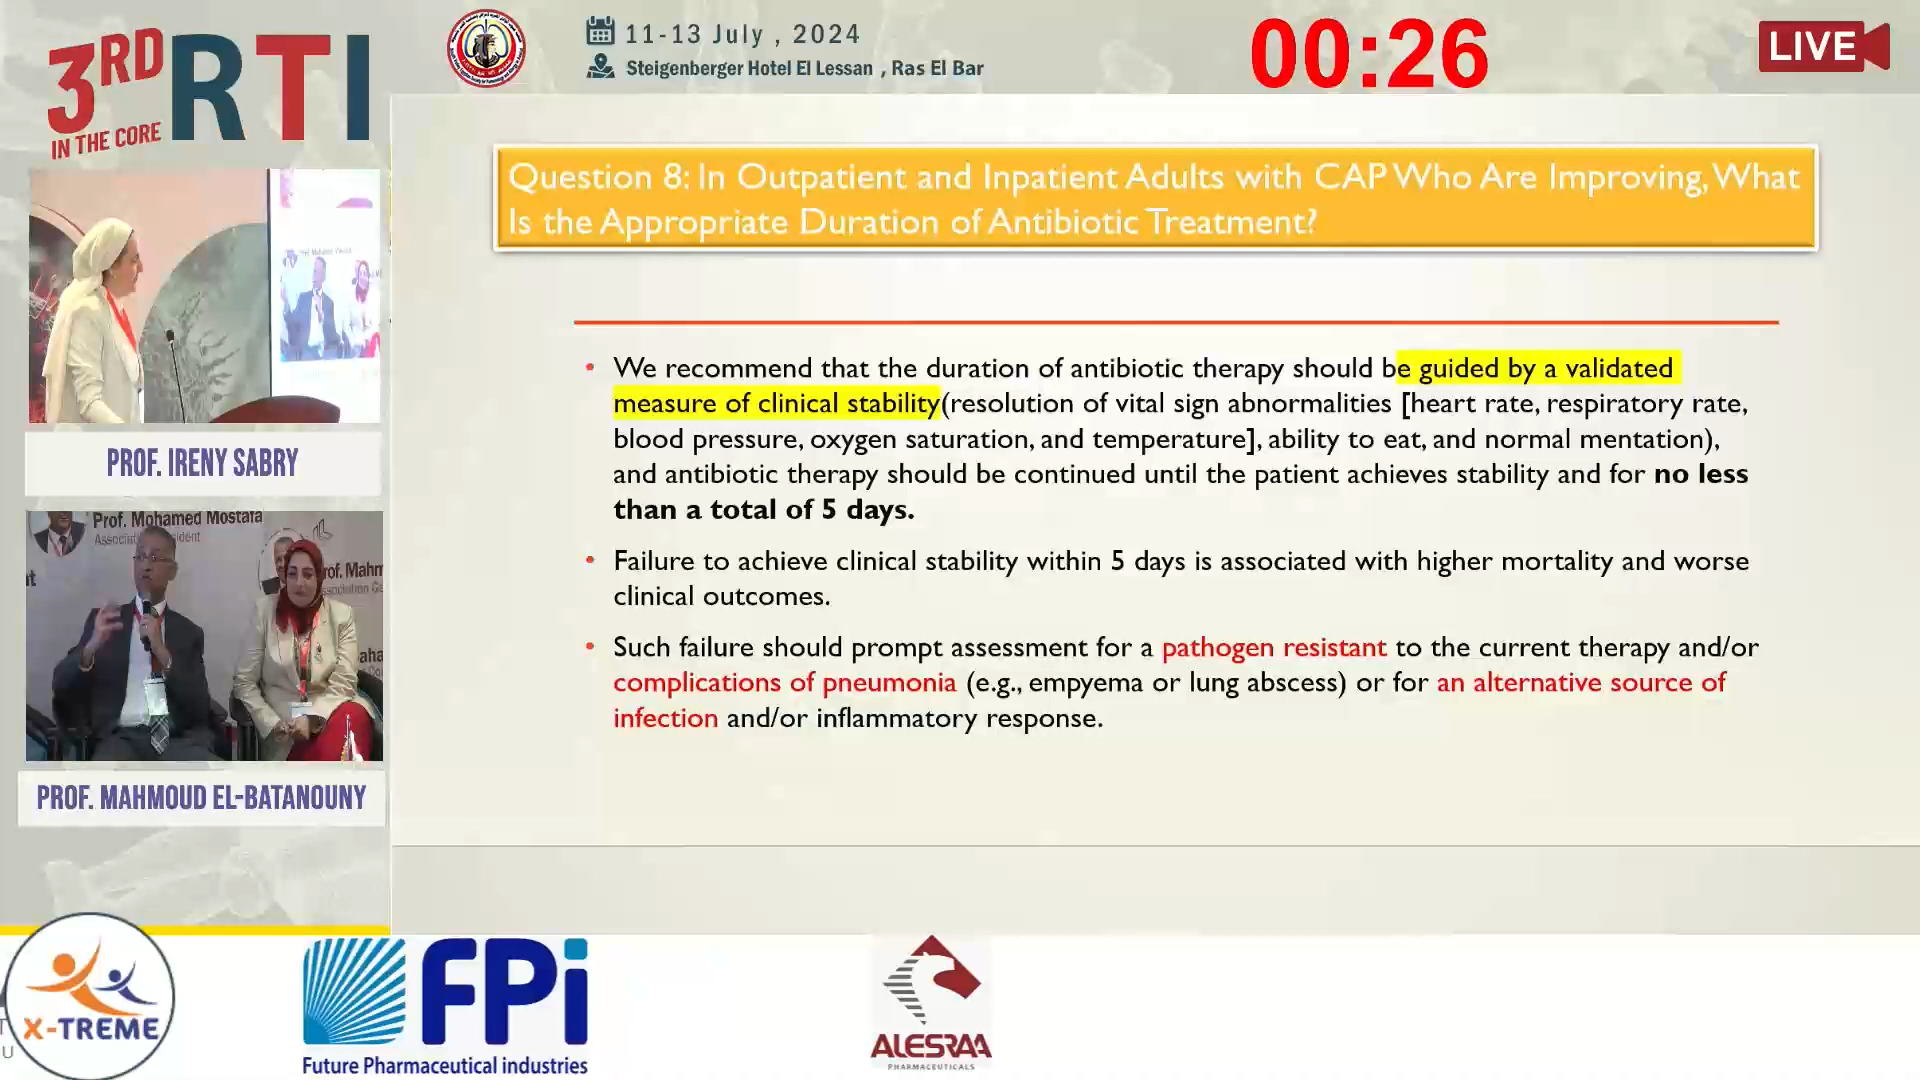 3RD RTI
IN THE CORE
11-13 July , 2024
Steigenberger Hotel El Lessan , Ras El Bar
00:26
LIVE
Question 8: In Outpatient and Inpatient Adults with CAP Who Are Improving, What
Is the Appropriate Duration of Antibiotic Treatment?
• We recommend that the duration of antibiotic therapy should be guided by a validated
measure of clinical stability(resolution of vital sign abnormalities [heart rate, respiratory rate,
blood pressure, oxygen saturation, and temperature], ability to eat, and normal mentation),
and antibiotic therapy should be continued until the patient achieves stability and for no less
than a total of 5 days.
• Failure to achieve clinical stability within 5 days is associated with higher mortality and worse
clinical outcomes.
• Such failure should prompt assessment for a pathogen resistant to the current therapy and/or
complications of pneumonia (e.g., empyema or lung abscess) or for an alternative source of
infection and/or inflammatory response.
PROF. IRENY SABRY
Prof. Mohamed Mostafa
PROF. MAHMOUD EL-BATANOUNY
X-TREME
FPi
Future Pharmaceutical industries
ALESRAA
PHARMACEUTICALS